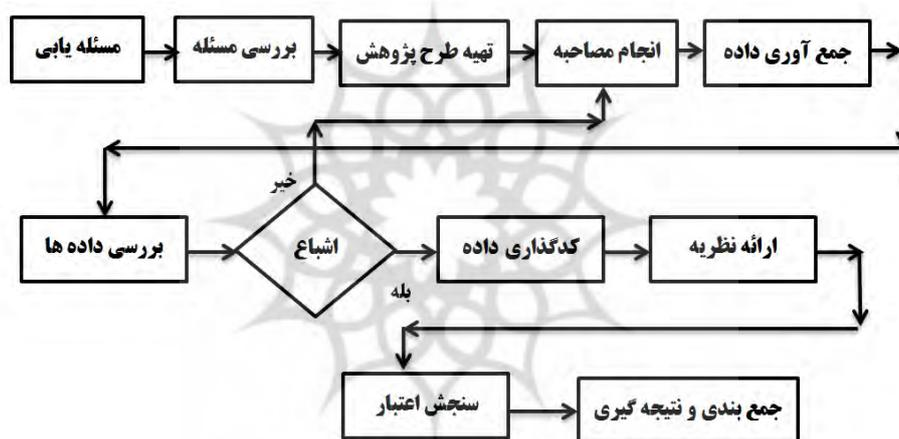 مسئله یابی
بررسی مسئله
تهیه طرح پژوهش
انجام مصاحبه
جمع آوری داده
خیر
بررسی داده ها
اشباع
کدگذاری داده
ارائه نظریه
بله
سنجش اعتبار
جمع بندی و نتیجه گیری